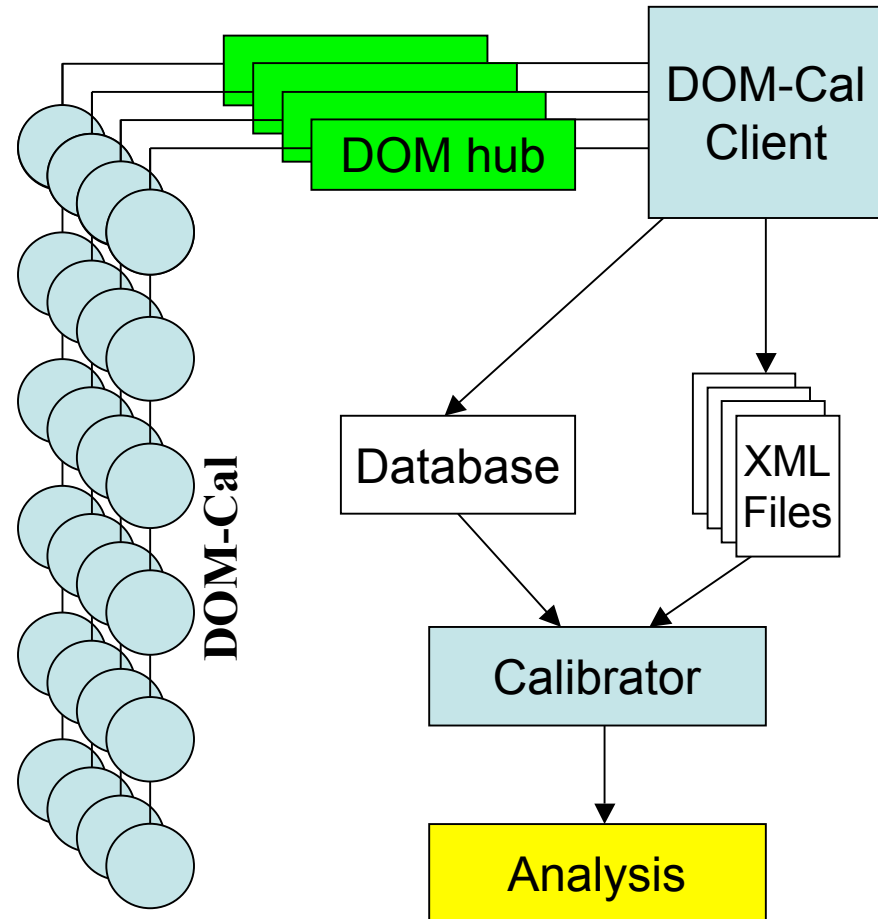 DOM-Cal
Client
DOM hub
DOM-Cal
Database
XML
Files
Calibrator
Analysis